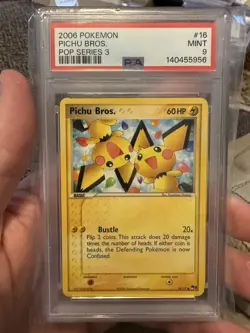 2006 POKEMON #16
PICHU BROS. MINT
POP SERIES 3 9
PSA 140455956
Pichu Bros. 60 HP
BASIC
Bustle 20x
Flip 2 coins. This attack does 20 damage
times the number of heads. If either coin is
heads, the Defending Pokémon is now
Confused.